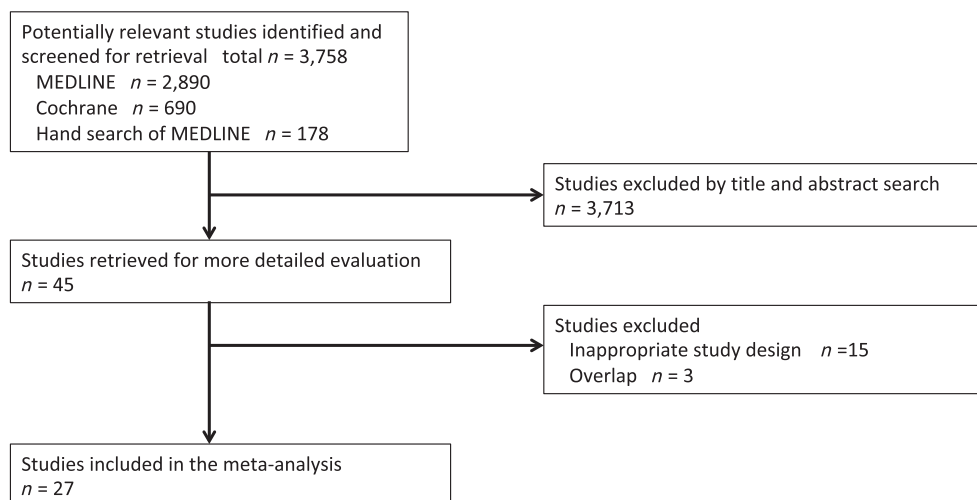 Potentially relevant studies identified and
screened for retrieval total n = 3,758
MEDLINE n = 2,890
Cochrane n = 690
Hand search of MEDLINE n = 178
Studies excluded by title and abstract search
n = 3,713
Studies retrieved for more detailed evaluation
n = 45
Studies excluded
Inappropriate study design n =15
Overlap n = 3
Studies included in the meta-analysis
n = 27